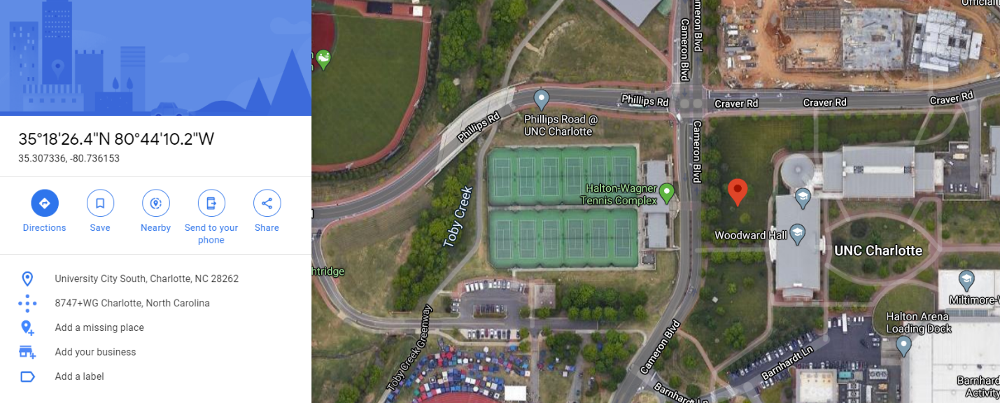 35°18'26.4"N 80°44'10.2"W
35.307336, -80.736153
Directions
Save
Nearby
Send to your
phone
Share
University City South, Charlotte, NC 28262
8747+WG Charlotte, North Carolina
Add a missing place
Add your business
Add a label
Official
Cameron Blvd
Cameron Blvd
Phillips Rd
Craver Rd
Craver Rd
Craver Rd
Phillips Road @
UNC Charlotte
Phillips Rd
Cameron Blvd
Halton-Wagner
Tennis Complex
Toby Creek
Woodward Hall
UNC Charlotte
htridge
Miltimore-
Halton Arena
Loading Dock
Toby Creek Greenway
Cameron Blvd
Barnhardt Ln
Barnhardt Ln
Barnhard
Activity